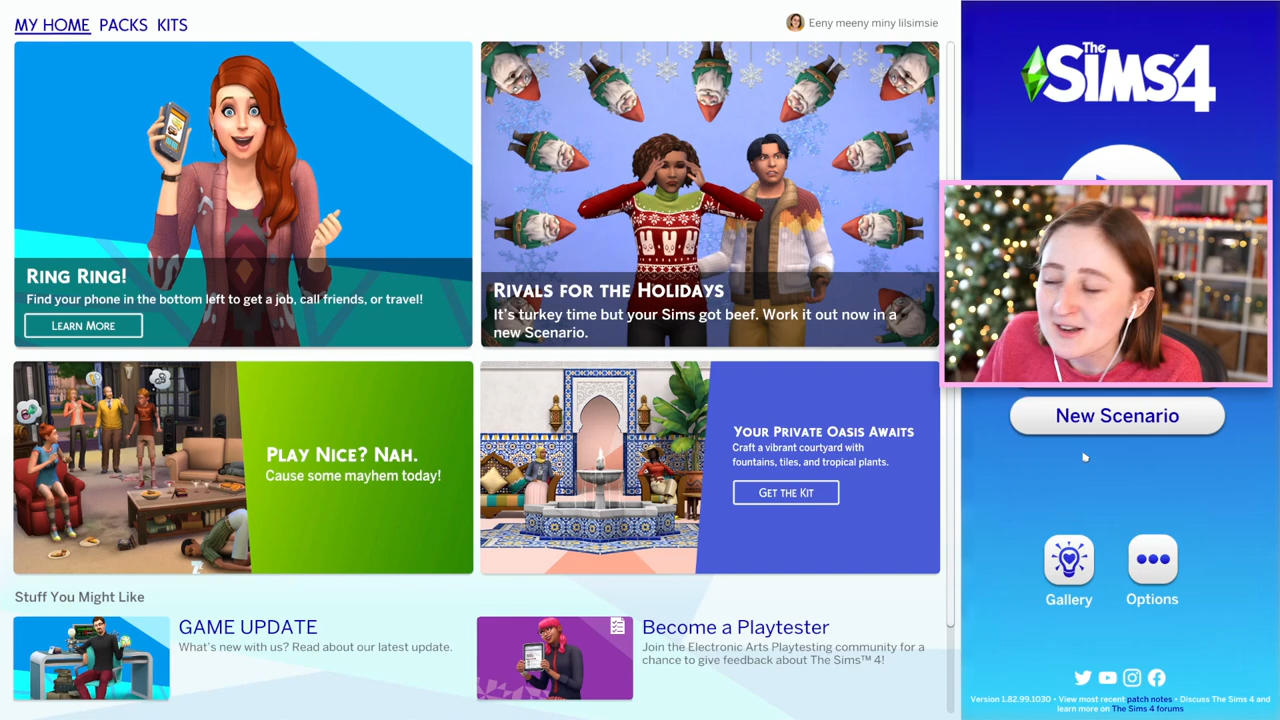 MY HOME PACKS KITS
Eeny meeny miny lilsimsie
The SiMS 4
RING RING!
Find your phone in the bottom left to get a job, call friends, or travel!
LEARN MORE
RIVALS FOR THE HOLIDAYS
It's turkey time but your Sims got beef. Work it out now in a
new Scenario.
New Scenario
PLAY NICE? NAH.
Cause some mayhem today!
YOUR PRIVATE OASIS AWAITS
Craft a vibrant courtyard with
fountains, tiles, and tropical plants.
GET THE KIT
Gallery
Options
Stuff You Might Like
GAME UPDATE
What's new with us? Read about our latest update.
Become a Playtester
Join the Electronic Arts Playtesting community for a
chance to give feedback about The Sims™ 4!
Version 1.82.99.1030 • View most recent patch notes • Discuss The Sims 4 and
learn more on The Sims 4 forums